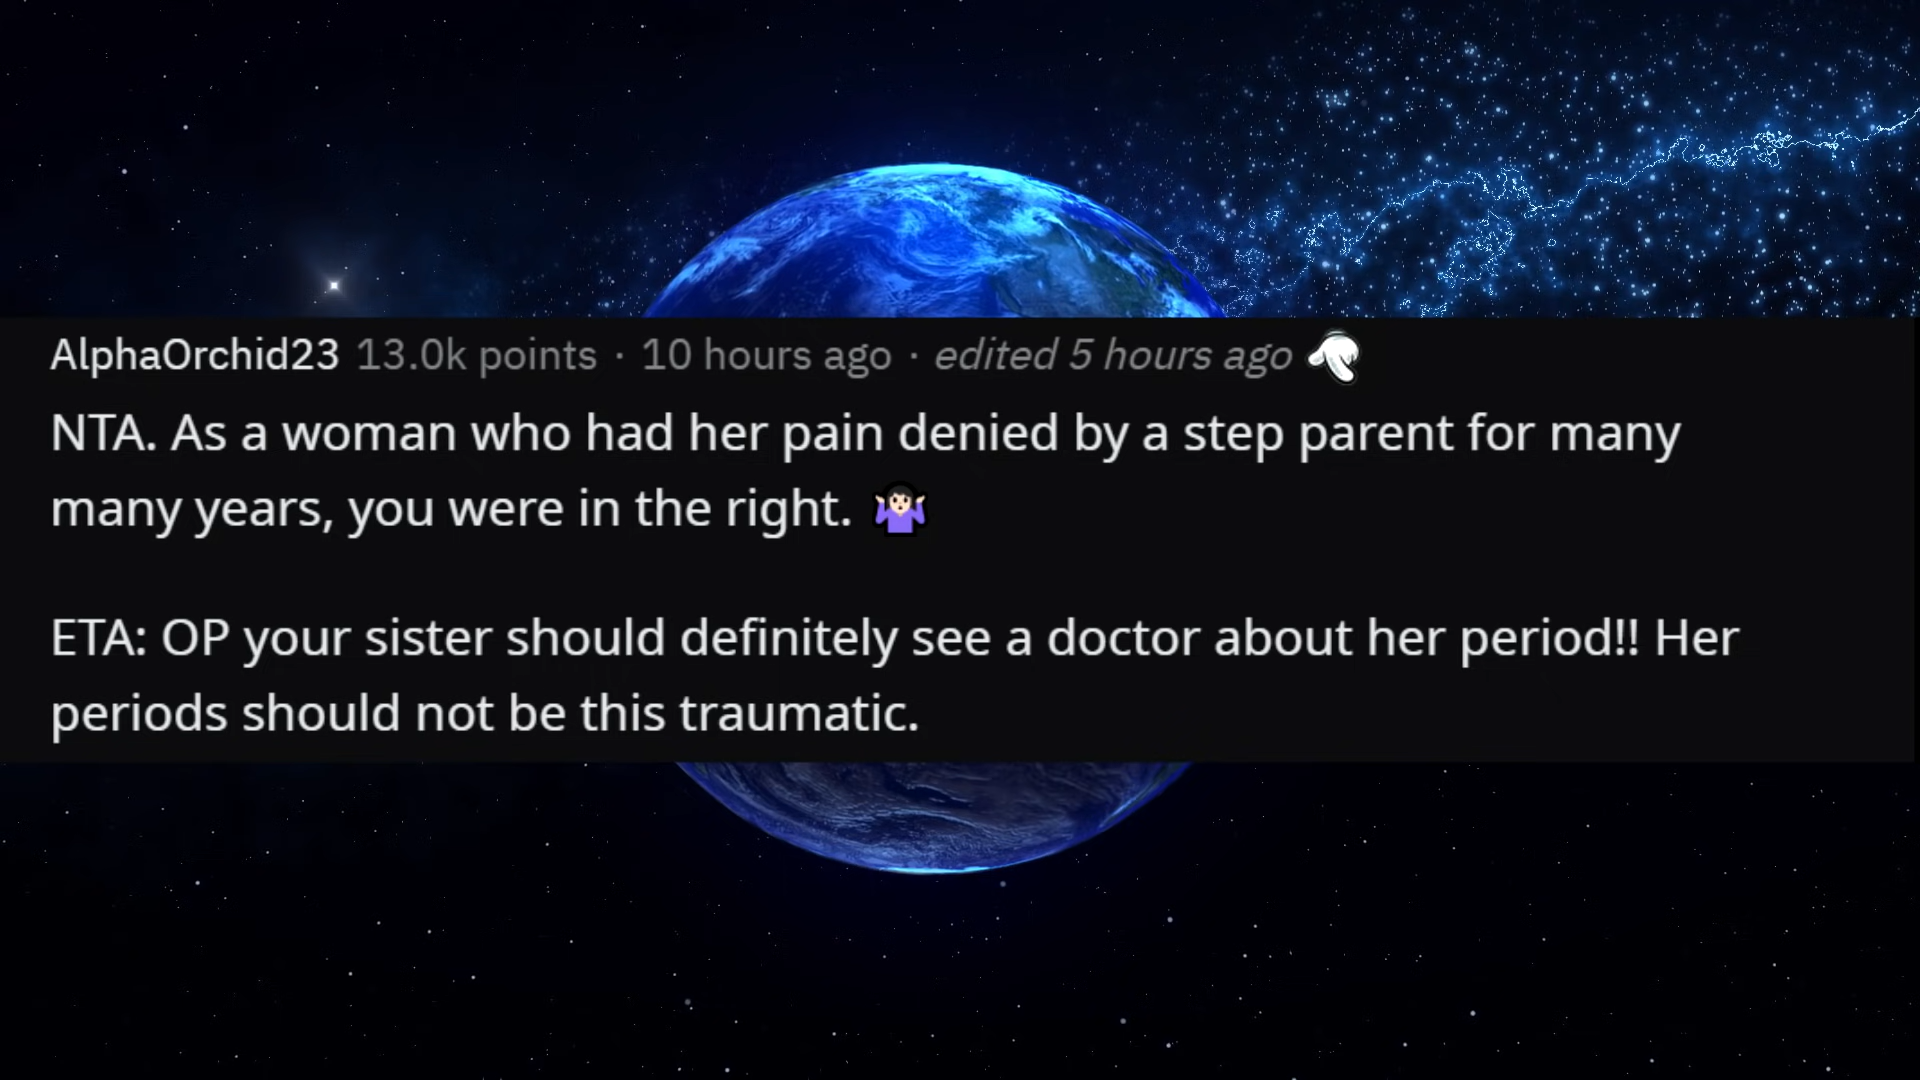 AlphaOrchid23 13.0k points · 10 hours ago · edited 5 hours ago
NTA. As a woman who had her pain denied by a step parent for many
many years, you were in the right. 🤷🏻‍♀️
ETA: OP your sister should definitely see a doctor about her period!! Her
periods should not be this traumatic.